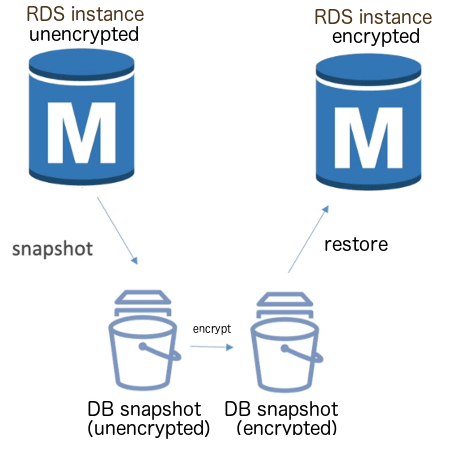 RDS instance
unencrypted
RDS instance
encrypted
M
M
snapshot
restore
encrypt
DB snapshot
(unencrypted)
DB snapshot
(encrypted)